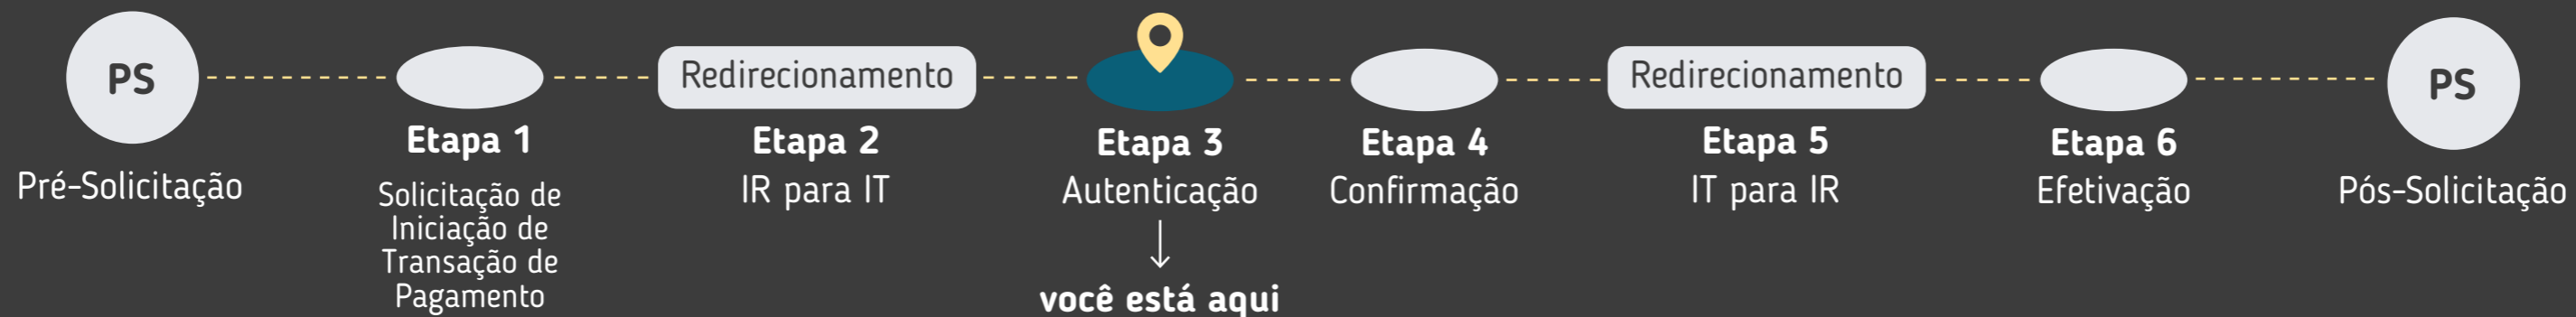 PS
Pré-Solicitação
Etapa 1
Solicitação de
Iniciação de
Transação de
Pagamento
Redirecionamento
Etapa 2
IR para IT
Etapa 3
Autenticação
você está aqui
Etapa 4
Confirmação
Redirecionamento
Etapa 5
IT para IR
Etapa 6
Efetivação
PS
Pós-Solicitação